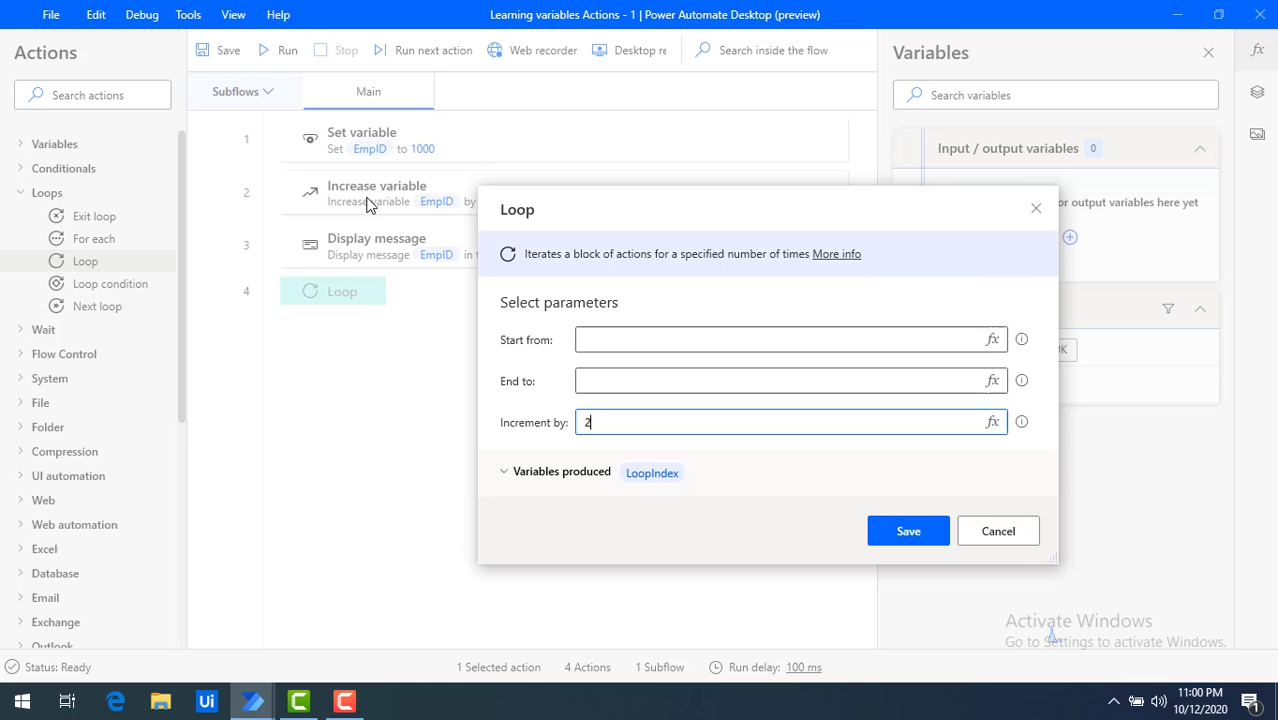 File Edit Debug Tools View Help Learning variables Actions - 1 | Power Automate Desktop (preview)
Actions
Search actions
Variables
Conditionals
Loops
Exit loop
For each
Loop
Loop condition
Next loop
Wait
Flow Control
System
File
Folder
Compression
UI automation
Web
Web automation
Excel
Database
Email
Exchange
Outlook
Save Run Stop Run next action Web recorder Desktop re Search inside the flow
Subflows Main
1 Set variable
Set EmpID to 1000
2 Increase variable
Increase variable EmpID by
3 Display message
Display message EmpID in
4 Loop
Loop
Iterates a block of actions for a specified number of times More info
Select parameters
Start from: fx
End to: fx
Increment by: 2 fx
Variables produced LoopIndex
Save Cancel
Variables
fx
Search variables
Input / output variables 0
or output variables here yet
Activate Windows
Go to Settings to activate Windows.
Status: Ready 1 Selected action 4 Actions 1 Subflow Run delay: 100 ms
Ui
11:00 PM
10/12/2020
1